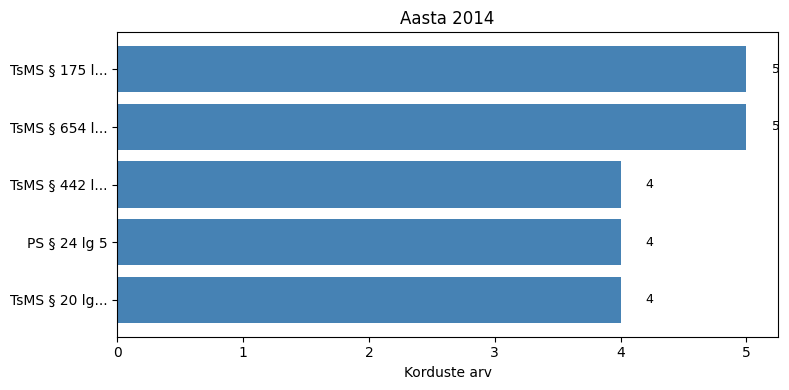 Aasta 2014
TsMS § 175 l... 5
TsMS § 654 l... 5
TsMS § 442 l... 4
PS § 24 lg 5 4
TsMS § 20 lg... 4
0 1 2 3 4 5
Korduste arv